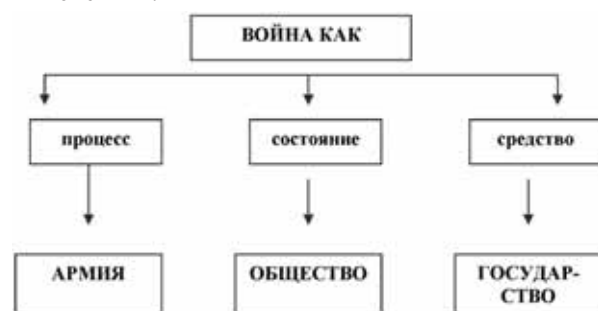 ВОЙНА КАК
процесс
состояние
средство
АРМИЯ
ОБЩЕСТВО
ГОСУДАР-
СТВО